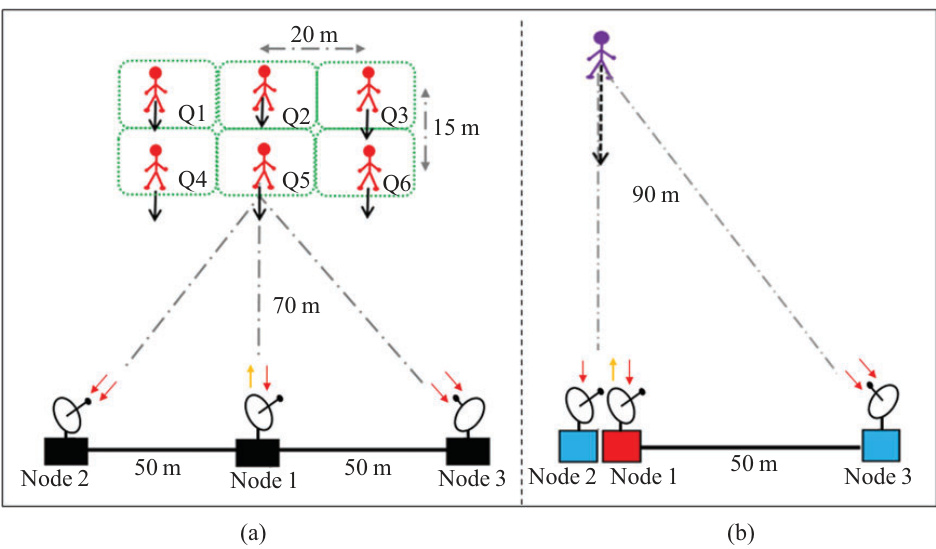 20 m
Q1 Q2 Q3
15 m
Q4 Q5 Q6
70 m
50 m 50 m
Node 2 Node 1 Node 3
(a)
90 m
50 m
Node 2 Node 1 Node 3
(b)